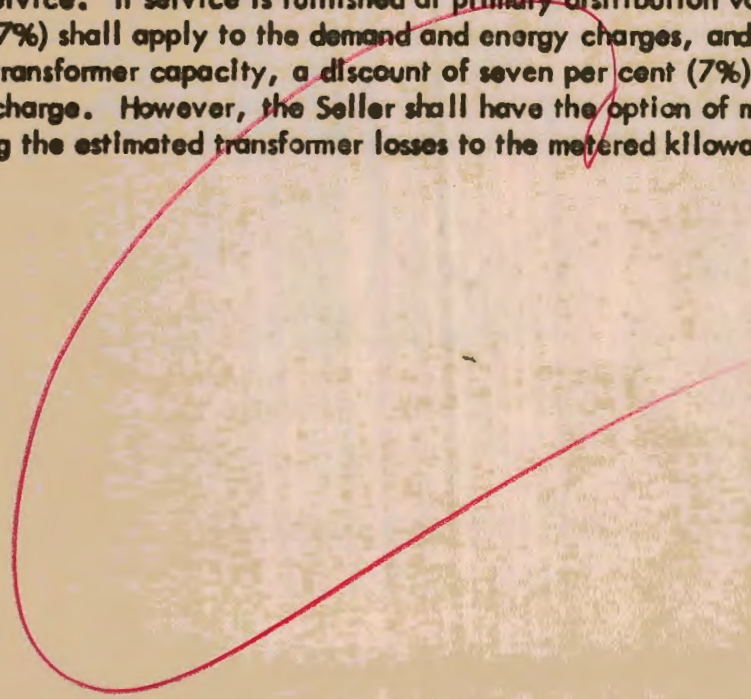 service. If service is furnished at primary distribution vo
7%) shall apply to the demand and energy charges, and
ransformer capacity, a discount of seven per cent (7%)
charge. However, the Seller shall have the option of m
g the estimated transformer losses to the metered kilowa